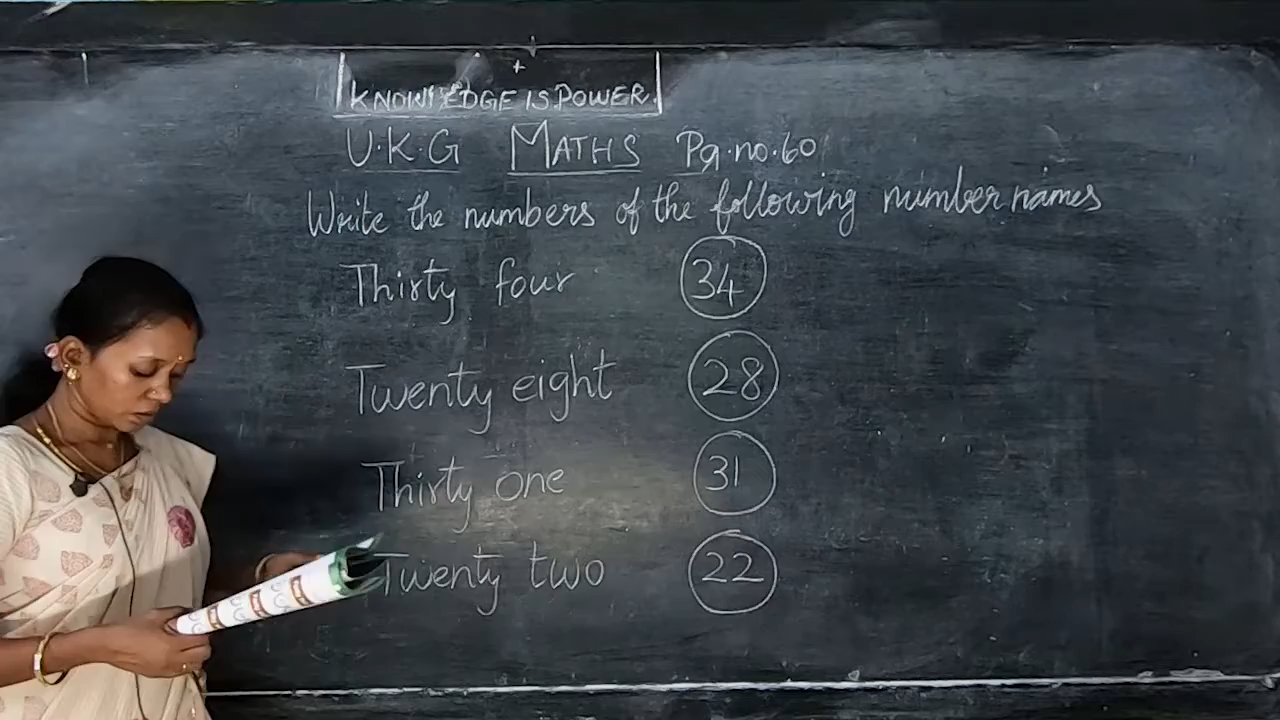 KNOWLEDGE IS POWER.
U.K.G MATHS Pg.no.60
Write the numbers of the following number names
Thirty four 34
Twenty eight 28
Thirty one 31
Twenty two 22